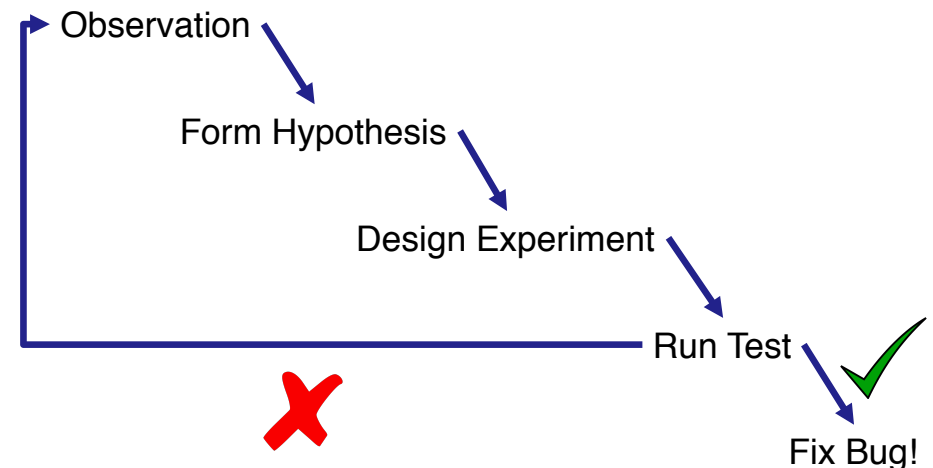 Observation
Form Hypothesis
Design Experiment
Run Test
Fix Bug!